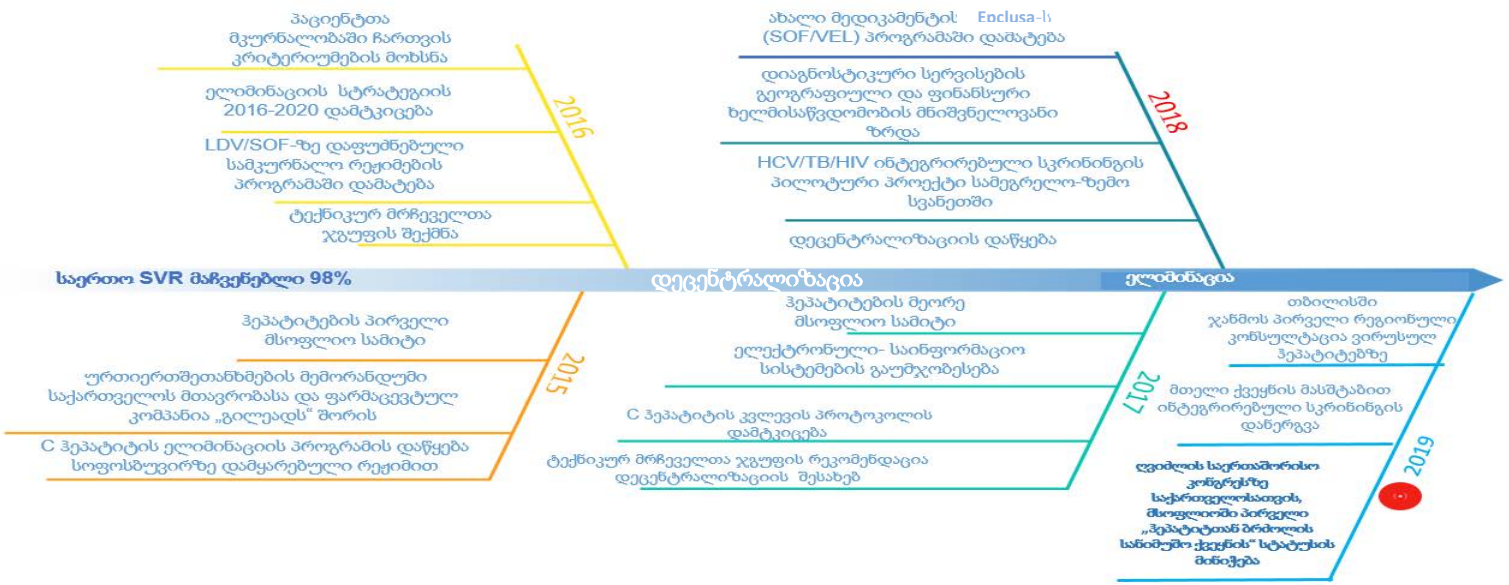 პაციენტთა
მკურნალობაში ჩართვის
კრიტერიუმების მოხსნა
ელიმინაციის სტრატეგიის
2016-2020 დამტკიცება
LDV/SOF-ზე დაფუძნებული
სამკურნალო რეჟიმების
პროგრამაში დამატება
ტექნიკურ მრჩეველთა
ჯგუფის შექმნა
2016
ახალი მედიკამენტის Epclusa-ს
(SOF/VEL) პროგრამაში დამატება
დიაგნოსტიკური სერვისების
გეოგრაფიული და ფინანსური
ხელმისაწვდომობის მნიშვნელოვანი
ზრდა
HCV/TB/HIV ინტეგრირებული სკრინინგის
პილოტური პროექტი სამეგრელო-ზემო
სვანეთში
დეცენტრალიზაციის დაწყება
2018
საერთო SVR მაჩვენებლი 98%
დეცენტრალიზაცია
ელიმინაცია
ჰეპატიტების პირველი
მსოფლიო სამიტი
ურთიერთშეთანხმების მემორანდუმი
საქართველოს მთავრობასა და ფარმაცევტულ
კომპანია „გილეადს“ შორის
C ჰეპატიტის ელიმინაციის პროგრამის დაწყება
სოფოსბუვირზე დამყარებული რეჟიმით
2015
ჰეპატიტების მეორე
მსოფლიო სამიტი
ელექტრონული- საინფორმაციო
სისტემების გაუმჯობესება
C ჰეპატიტის კვლევის პროტოკოლის
დამტკიცება
ტექნიკურ მრჩეველთა ჯგუფის რეკომენდაცია
დეცენტრალიზაციის შესახებ
2017
თბილისში
ჯანმოს პირველი რეგიონული
კონსულტაცია ვირუსულ
ჰეპატიტებზე
მთელი ქვეყნის მასშტაბით
ინტეგრირებული სკრინინგის
დანერგვა
ღვიძლის საერთაშორისო
კონგრესზე
საქართველოსათვის,
მსოფლიოში პირველი
„ჰეპატიტთან ბრძოლის
სანიმუშო ქვეყნის“ სტატუსის
მინიჭება
2019